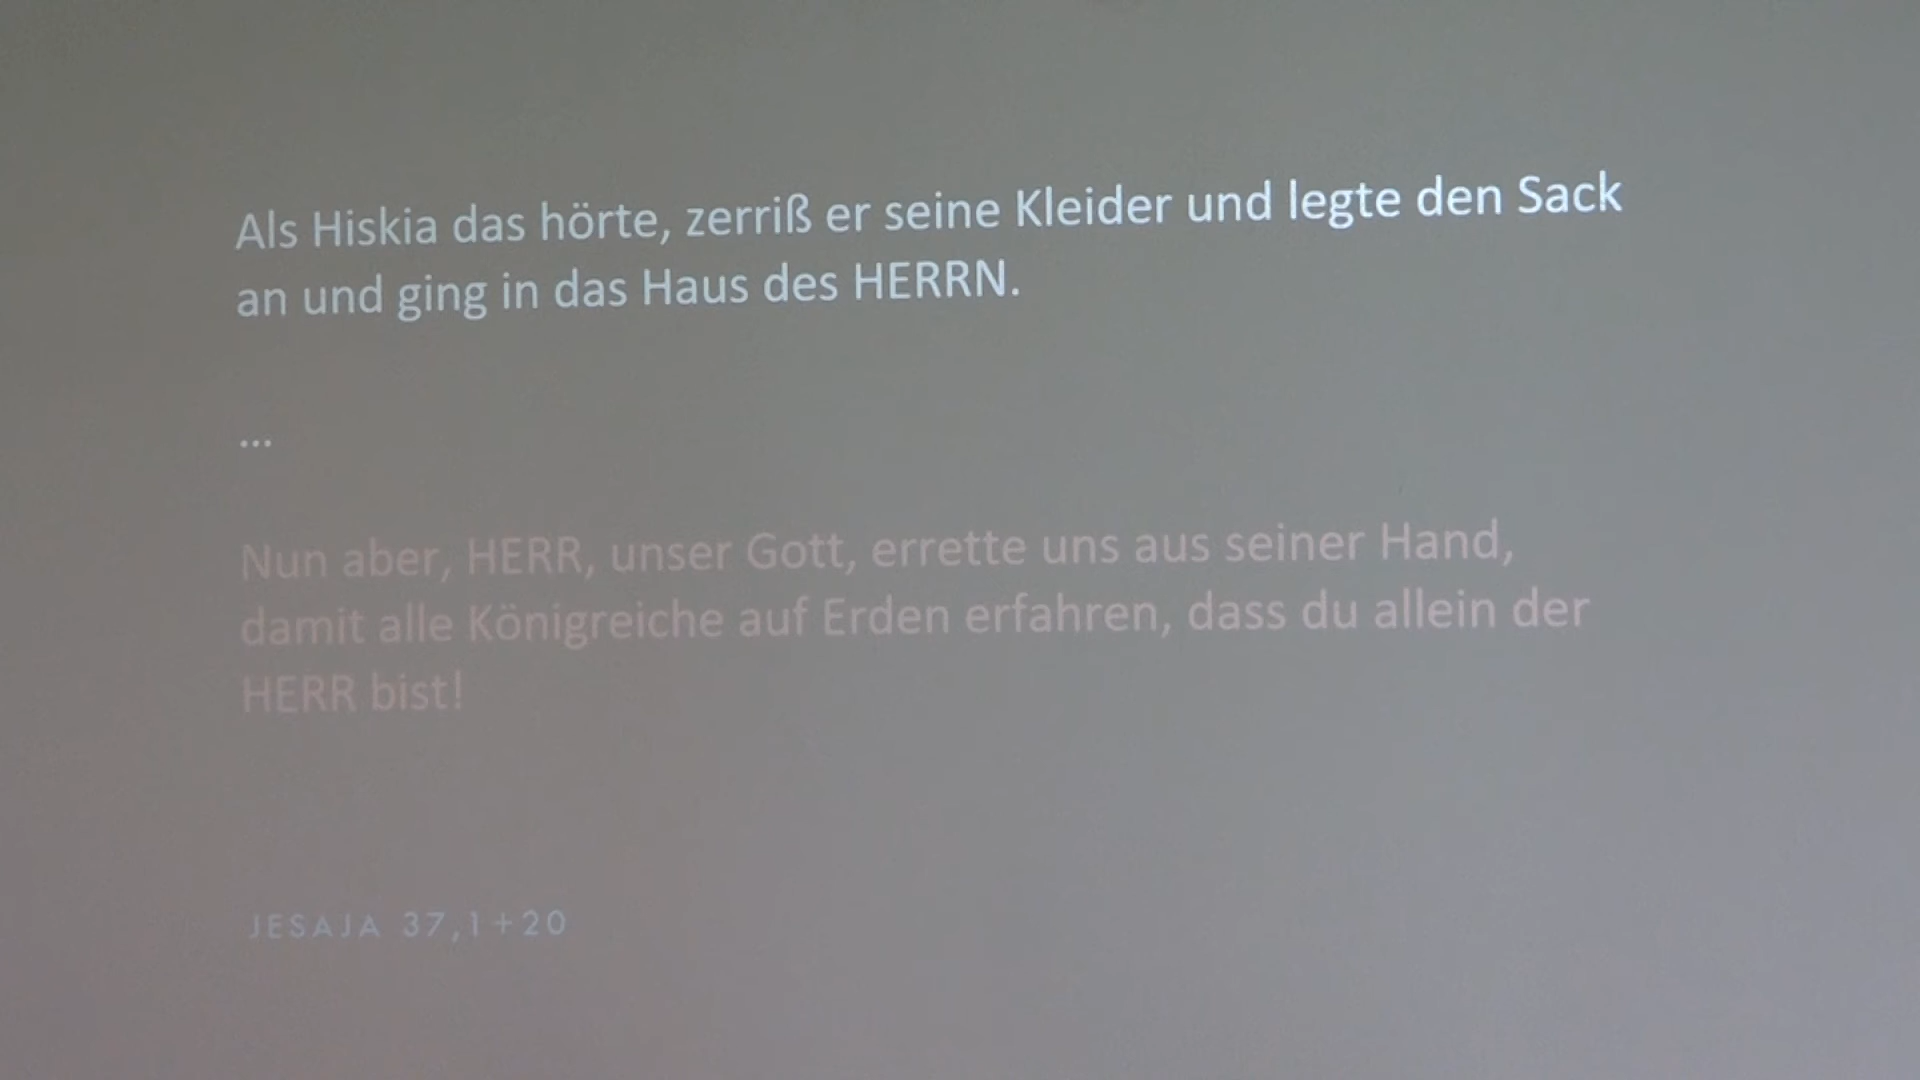 Als Hiskia das hörte, zerriß er seine Kleider und legte den Sack
an und ging in das Haus des HERRN.
...
Nun aber, HERR, unser Gott, errette uns aus seiner Hand,
damit alle Königreiche auf Erden erfahren, dass du allein der
HERR bist!
JESAJA 37,1+20